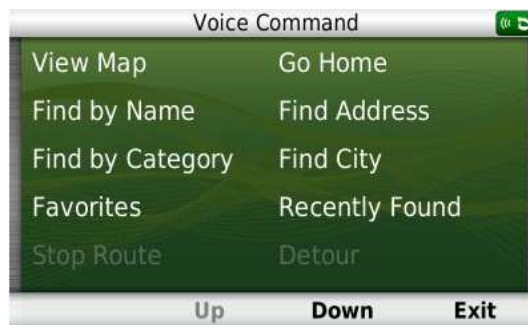 Voice Command
View Map
Go Home
Find by Name
Find Address
Find by Category
Find City
Favorites
Recently Found
Stop Route
Detour
Up
Down
Exit